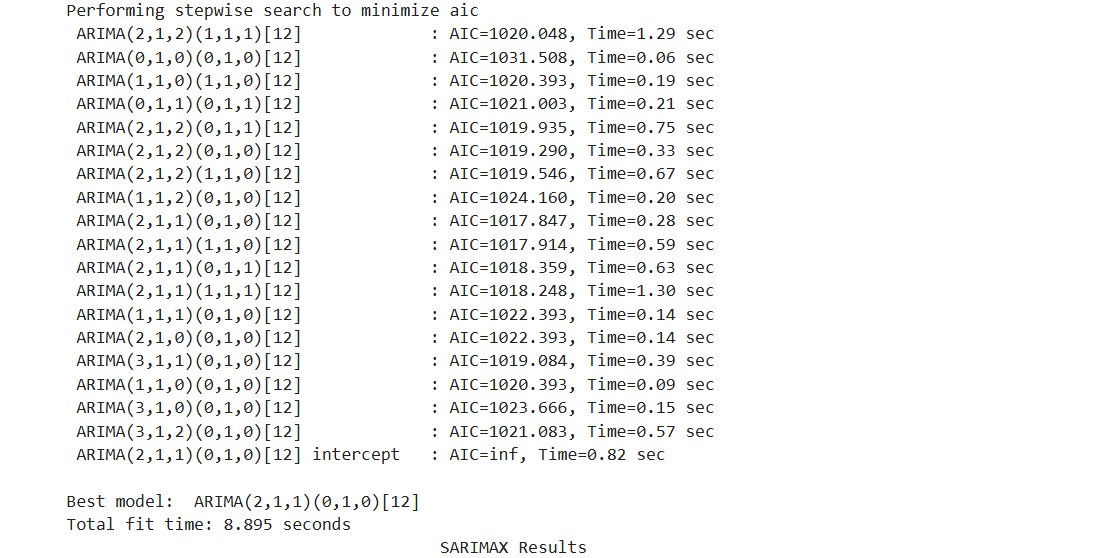 Performing stepwise search to minimize aic
ARIMA(2,1,2)(1,1,1)[12]             : AIC=1020.048, Time=1.29 sec
ARIMA(0,1,0)(0,1,0)[12]             : AIC=1031.508, Time=0.06 sec
ARIMA(1,1,0)(1,1,0)[12]             : AIC=1020.393, Time=0.19 sec
ARIMA(0,1,1)(0,1,1)[12]             : AIC=1021.003, Time=0.21 sec
ARIMA(2,1,2)(0,1,1)[12]             : AIC=1019.935, Time=0.75 sec
ARIMA(2,1,2)(0,1,0)[12]             : AIC=1019.290, Time=0.33 sec
ARIMA(2,1,2)(1,1,0)[12]             : AIC=1019.546, Time=0.67 sec
ARIMA(1,1,2)(0,1,0)[12]             : AIC=1024.160, Time=0.20 sec
ARIMA(2,1,1)(0,1,0)[12]             : AIC=1017.847, Time=0.28 sec
ARIMA(2,1,1)(1,1,0)[12]             : AIC=1017.914, Time=0.59 sec
ARIMA(2,1,1)(0,1,1)[12]             : AIC=1018.359, Time=0.63 sec
ARIMA(2,1,1)(1,1,1)[12]             : AIC=1018.248, Time=1.30 sec
ARIMA(1,1,1)(0,1,0)[12]             : AIC=1022.393, Time=0.14 sec
ARIMA(2,1,0)(0,1,0)[12]             : AIC=1022.393, Time=0.14 sec
ARIMA(3,1,1)(0,1,0)[12]             : AIC=1019.084, Time=0.39 sec
ARIMA(1,1,0)(0,1,0)[12]             : AIC=1020.393, Time=0.09 sec
ARIMA(3,1,0)(0,1,0)[12]             : AIC=1023.666, Time=0.15 sec
ARIMA(3,1,2)(0,1,0)[12]             : AIC=1021.083, Time=0.57 sec
ARIMA(2,1,1)(0,1,0)[12] intercept   : AIC=inf, Time=0.82 sec
Best model:  ARIMA(2,1,1)(0,1,0)[12]
Total fit time: 8.895 seconds
SARIMAX Results